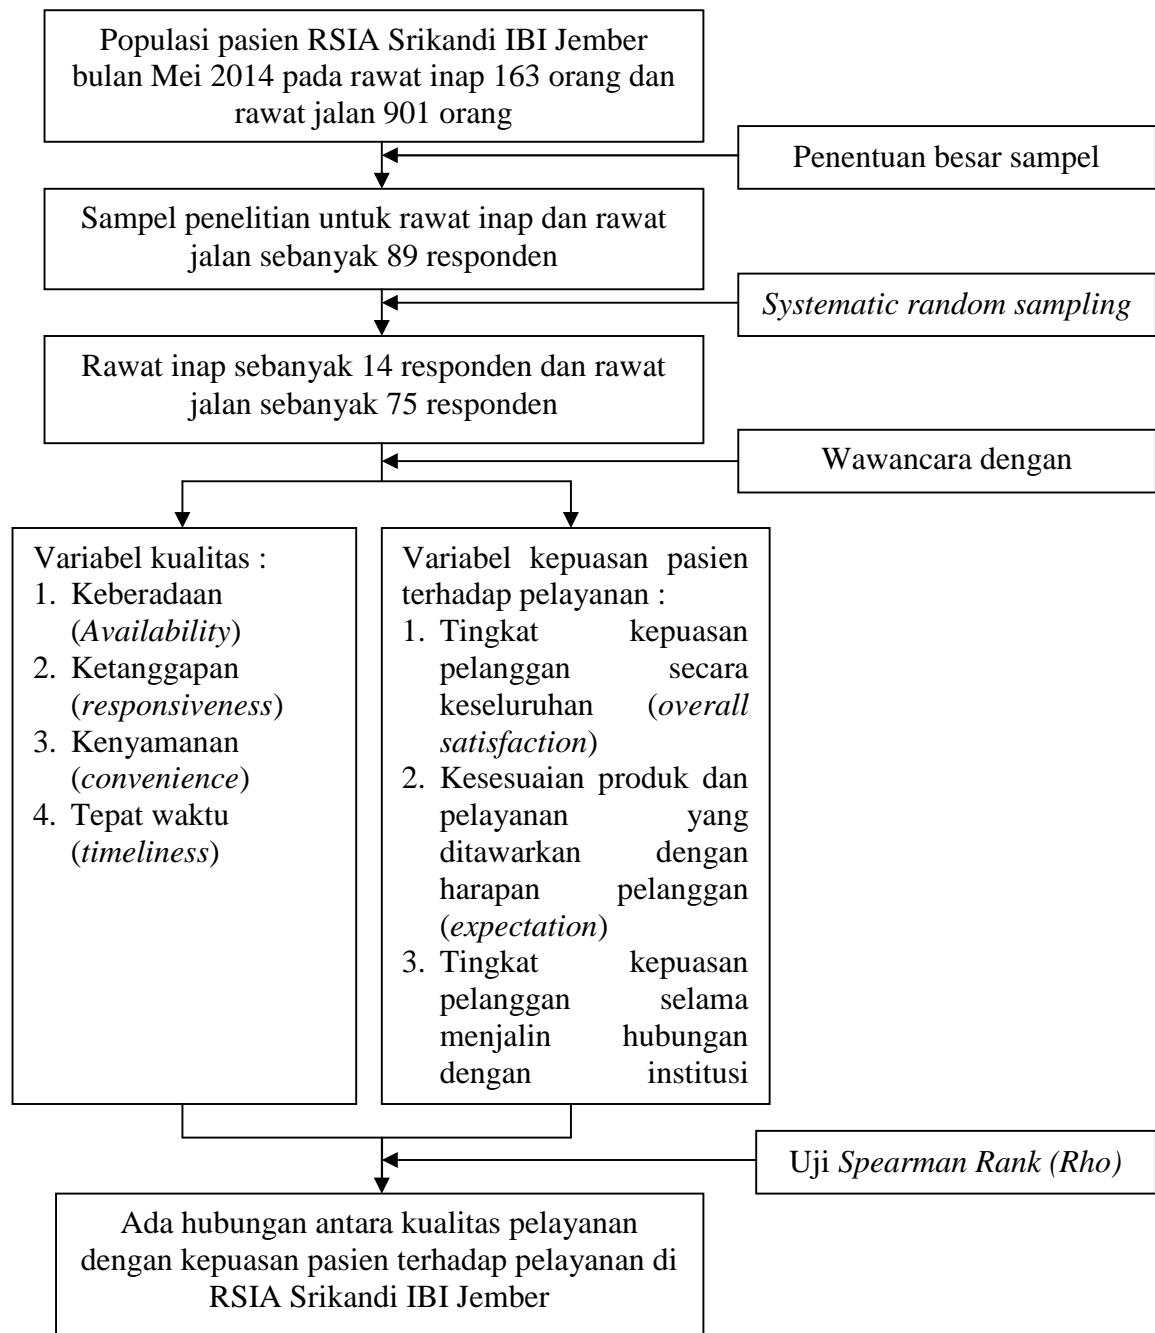 Populasi pasien RSIA Srikandi IBI Jember
bulan Mei 2014 pada rawat inap 163 orang dan
rawat jalan 901 orang
Penentuan besar sampel
Sampel penelitian untuk rawat inap dan rawat
jalan sebanyak 89 responden
Systematic random sampling
Rawat inap sebanyak 14 responden dan rawat
jalan sebanyak 75 responden
Wawancara dengan
Variabel kualitas :
1. Keberadaan
(Availability)
2. Ketanggapan
(responsiveness)
3. Kenyamanan
(convenience)
4. Tepat waktu
(timeliness)
Variabel kepuasan pasien
terhadap pelayanan :
1. Tingkat kepuasan
pelanggan secara
keseluruhan (overall
satisfaction)
2. Kesesuaian produk dan
pelayanan yang
ditawarkan dengan
harapan pelanggan
(expectation)
3. Tingkat kepuasan
pelanggan selama
menjalin hubungan
dengan institusi
Uji Spearman Rank (Rho)
Ada hubungan antara kualitas pelayanan
dengan kepuasan pasien terhadap pelayanan di
RSIA Srikandi IBI Jember